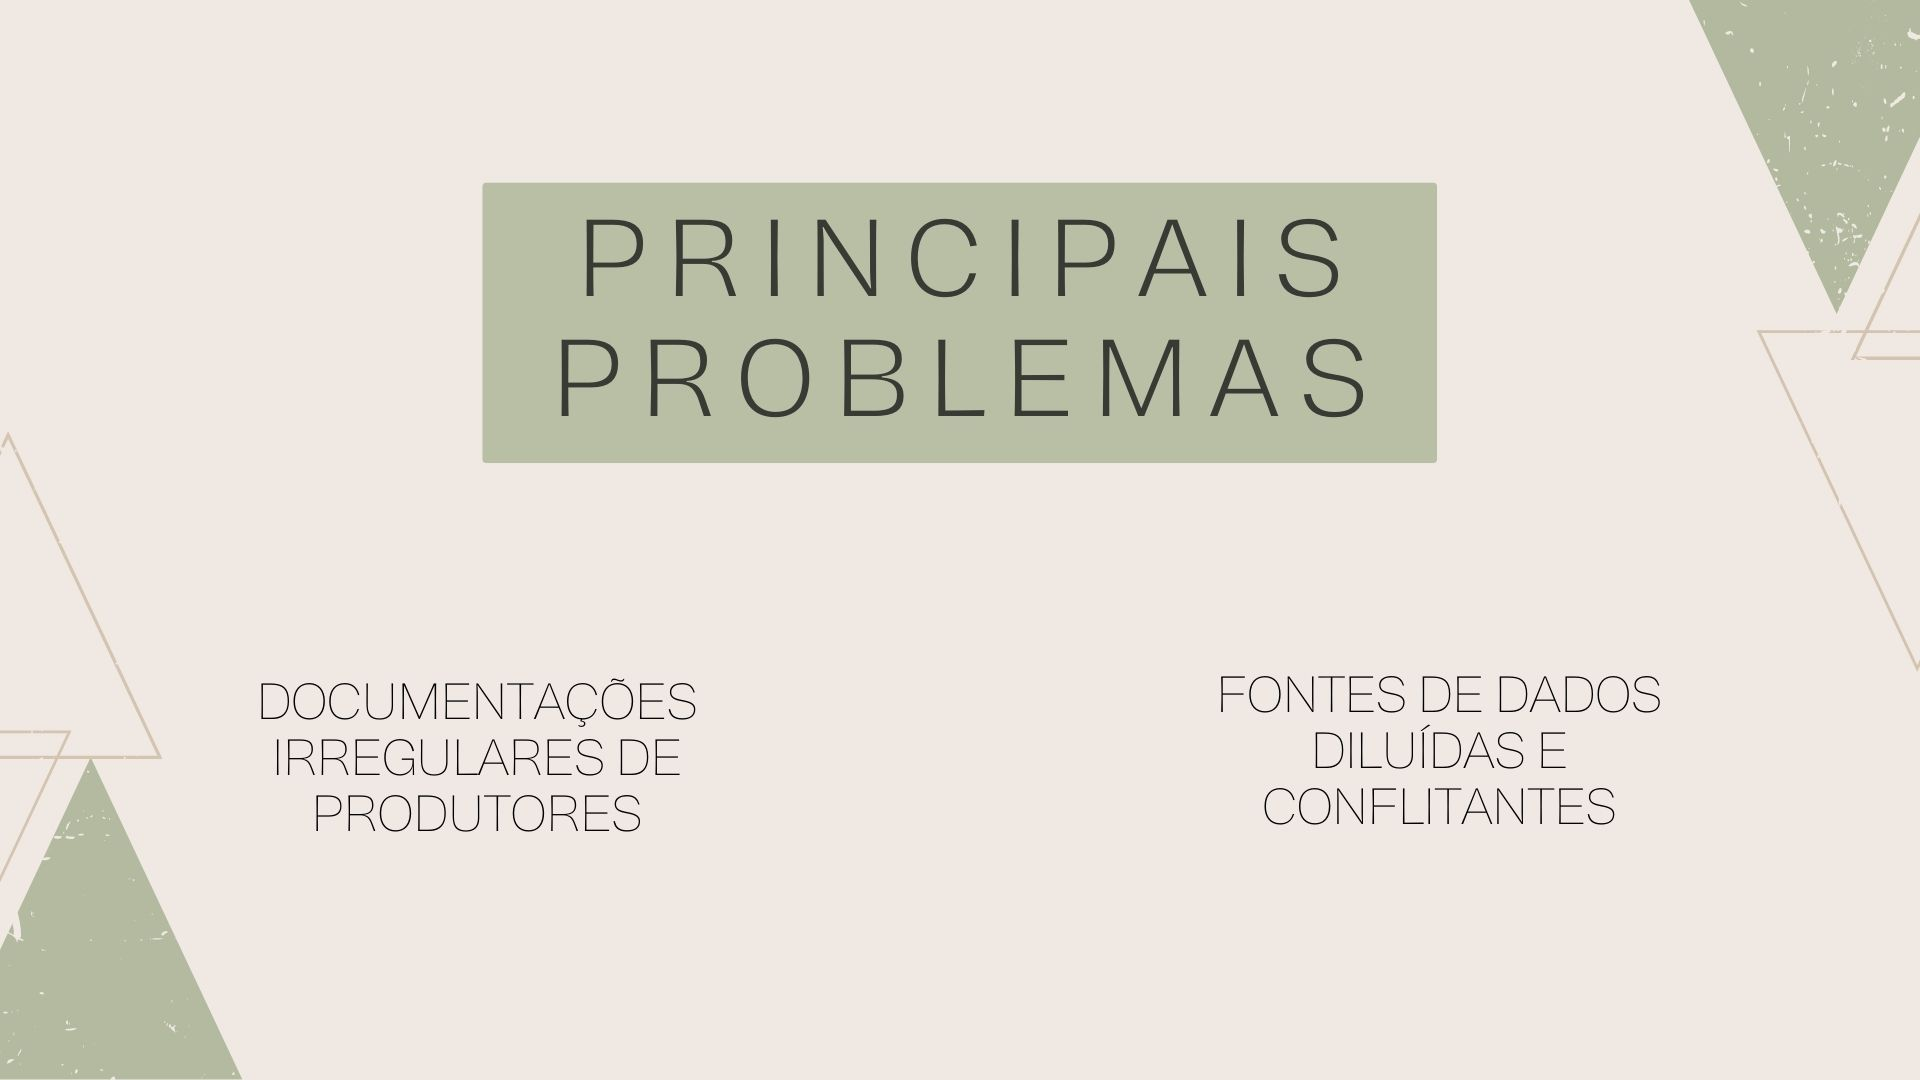 PRINCIPAIS
PROBLEMAS
DOCUMENTAÇÕES
IRREGULARES DE
PRODUTORES
FONTES DE DADOS
DILUÍDAS E
CONFLITANTES